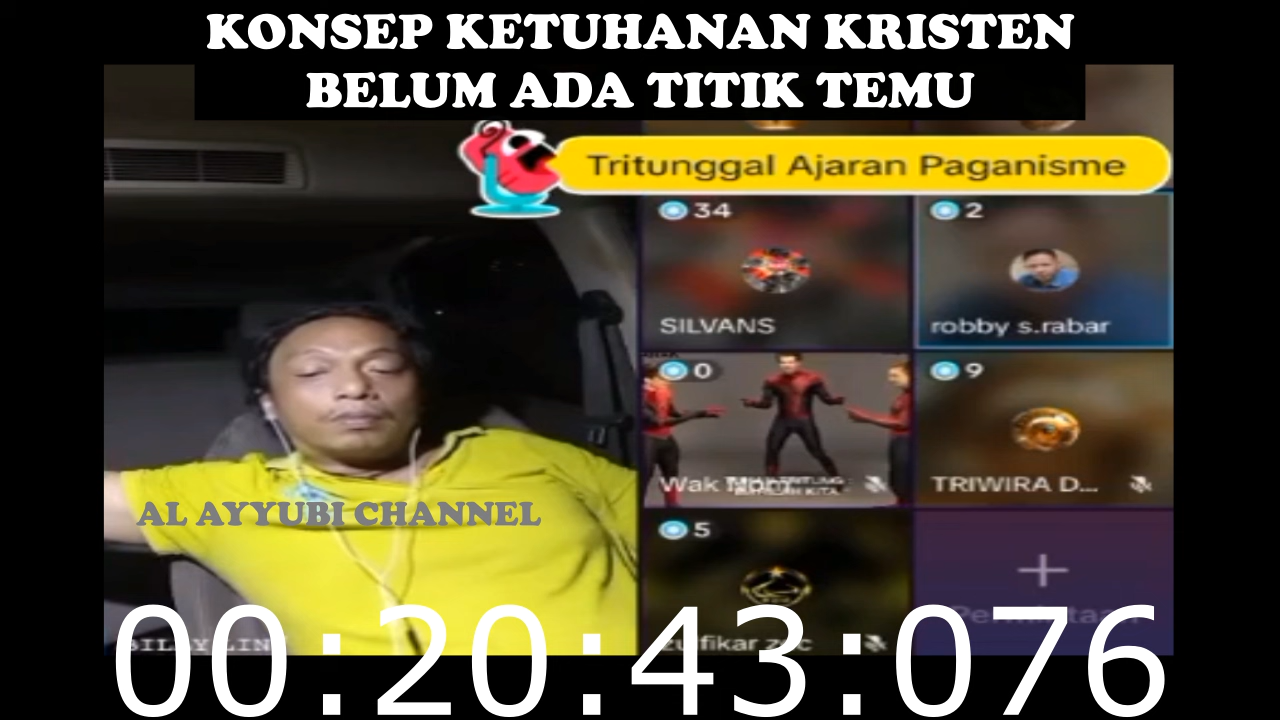 KONSEP KETUHANAN KRISTEN
BELUM ADA TITIK TEMU
Tritunggal Ajaran Paganisme
34
2
SILVANS
robby s.rabar
0
9
Wak
TRIWIRA D...
AL AYYUBI CHANNEL
5
00:20:43:076